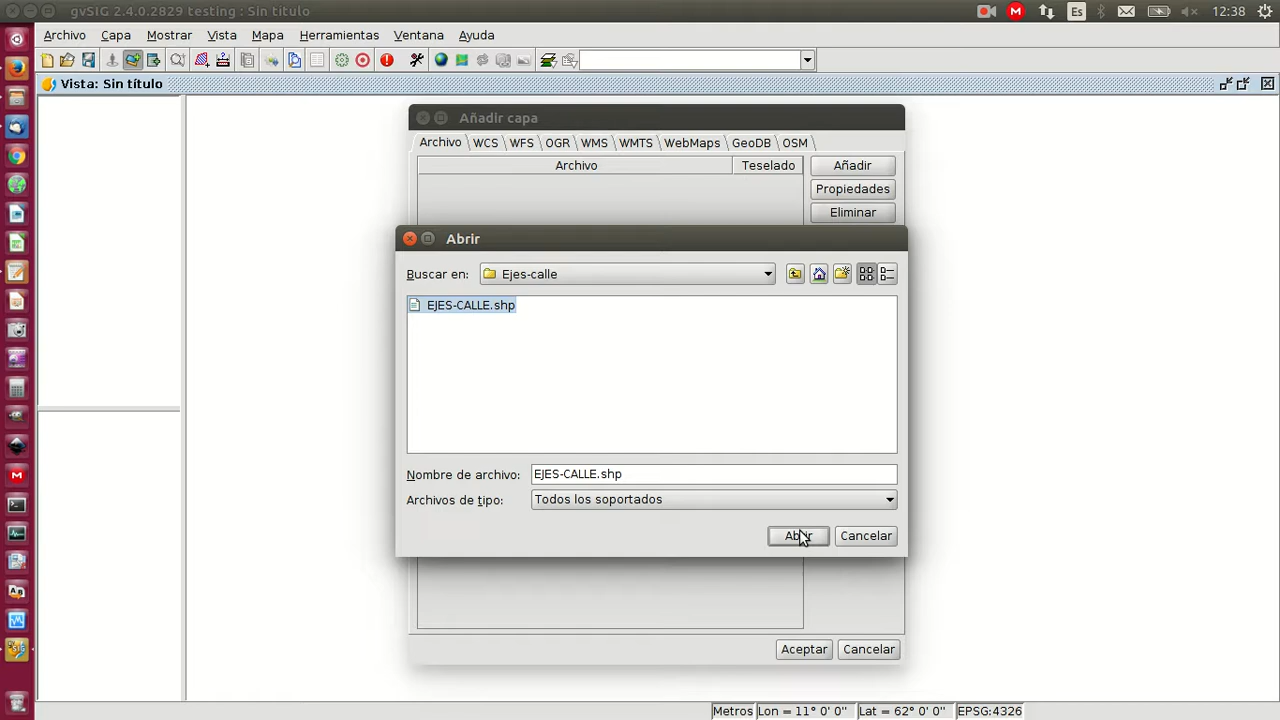 gvSIG 2.4.0.2829 testing : Sin título
Es
12:38
Archivo Capa Mostrar Vista Mapa Herramientas Ventana Ayuda
Vista: Sin título
Añadir capa
Archivo WCS WFS OGR WMS WMTS WebMaps GeoDB OSM
Archivo Teselado Añadir
Propiedades
Eliminar
Abrir
Buscar en: Ejes-calle
EJES-CALLE.shp
Nombre de archivo: EJES-CALLE.shp
Archivos de tipo: Todos los soportados
Abrir Cancelar
Aceptar Cancelar
Metros Lon = 11° 0' 0'' Lat = 62° 0' 0'' EPSG:4326